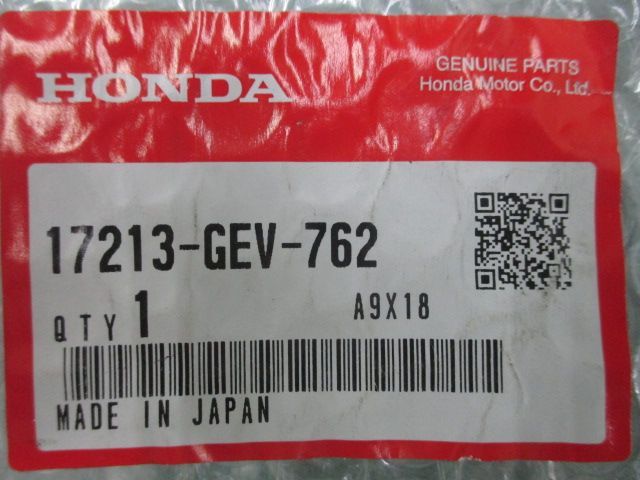 HONDA
GENUINE PARTS
Honda Motor Co., Ltd.
17213-GEV-762
QTY 1
A9X18
MADE IN JAPAN